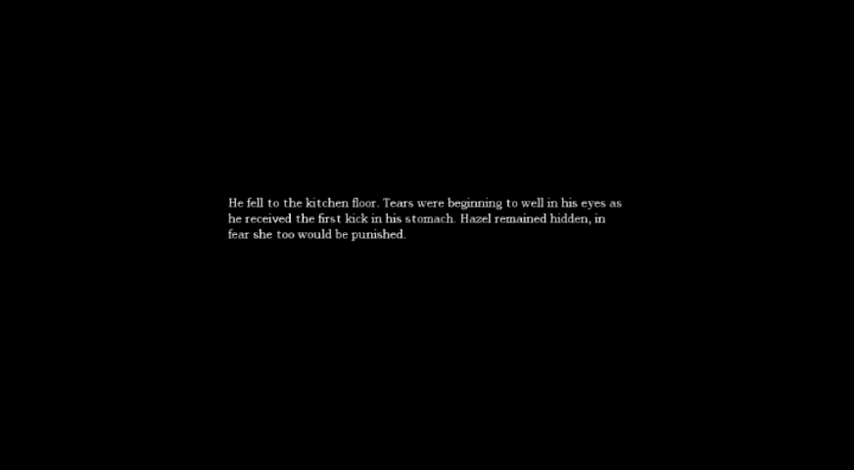 He fell to the kitchen floor. Tears were beginning to well in his eyes as
he received the first kick in his stomach. Hazel remained hidden, in
fear she too would be punished.